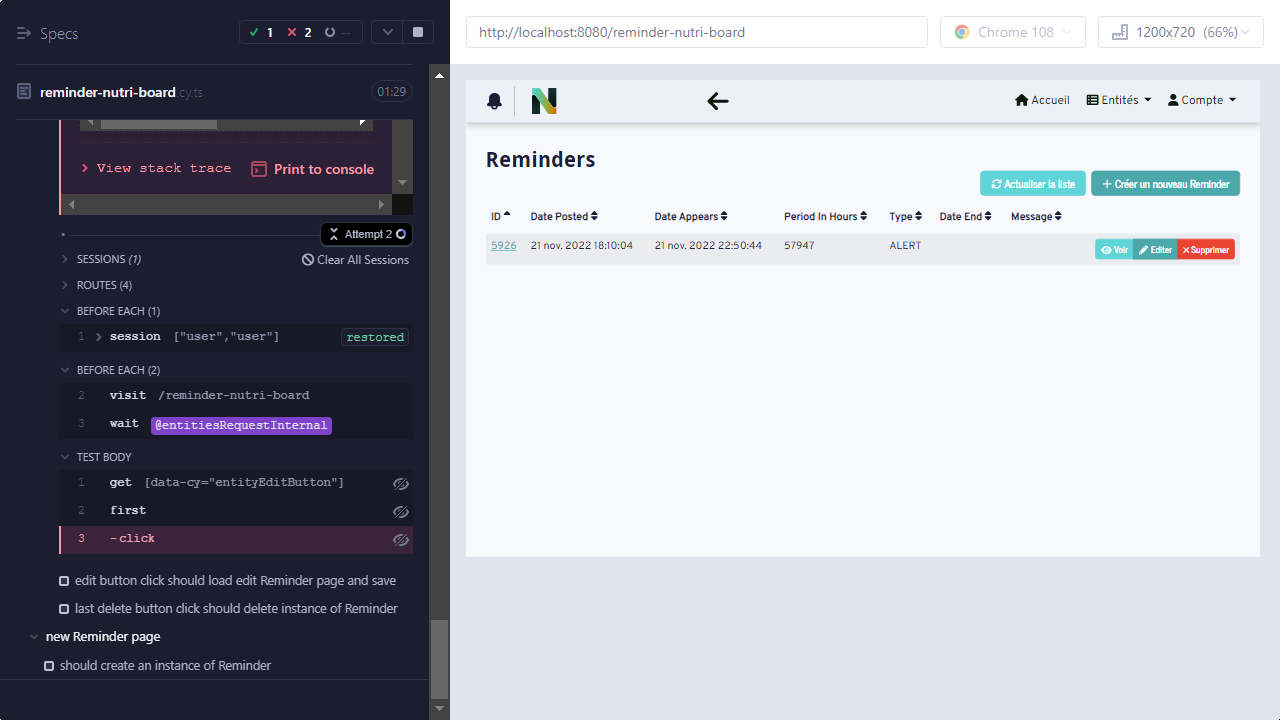 Specs
1
2
--
reminder-nutri-board.cy.ts
01:29
View stack trace
Print to console
Attempt 2
SESSIONS (1)
Clear All Sessions
ROUTES (4)
BEFORE EACH (1)
1 session ["user","user"] restored
BEFORE EACH (2)
2 visit /reminder-nutri-board
3 wait @entitiesRequestInternal
TEST BODY
1 get [data-cy="entityEditButton"]
2 first
3 -click
edit button click should load edit Reminder page and save
last delete button click should delete instance of Reminder
new Reminder page
should create an instance of Reminder
http://localhost:8080/reminder-nutri-board
Chrome 108
1200x720 (66%)
N
Accueil
Entités
Compte
Reminders
Actualiser la liste
Créer un nouveau Reminder
ID Date Posted Date Appears Period In Hours Type Date End Message
5926 21 nov. 2022 18:10:04 21 nov. 2022 22:50:44 57947 ALERT
Voir Editer Supprimer